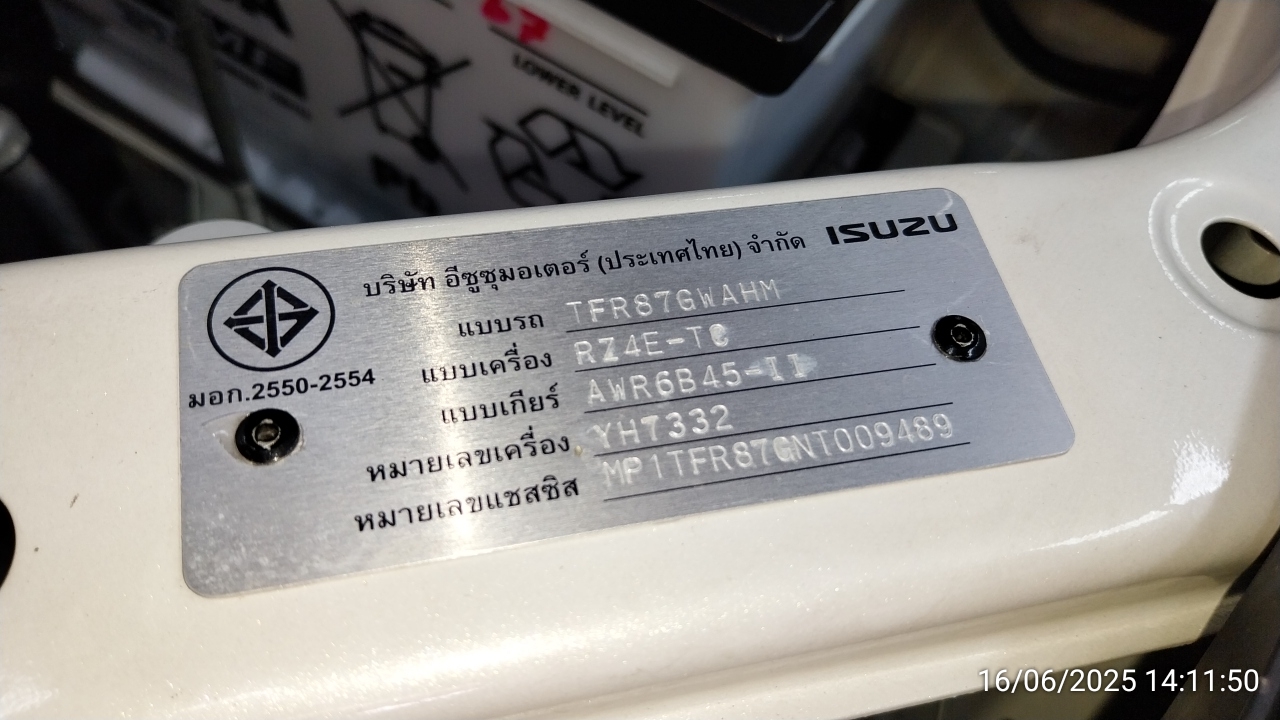 LOWER LEVEL
บริษัท อีซูซุมอเตอร์ (ประเทศไทย) จำกัด ISUZU
แบบรถ TFR87GWAHM
แบบเครื่อง RZ4E-TC
มอก.2550-2554
แบบเกียร์ AWR6B45-II
หมายเลขเครื่อง YH7332
หมายเลขแชสซิส MP1TFR87GNT009489
16/06/2025 14:11:50